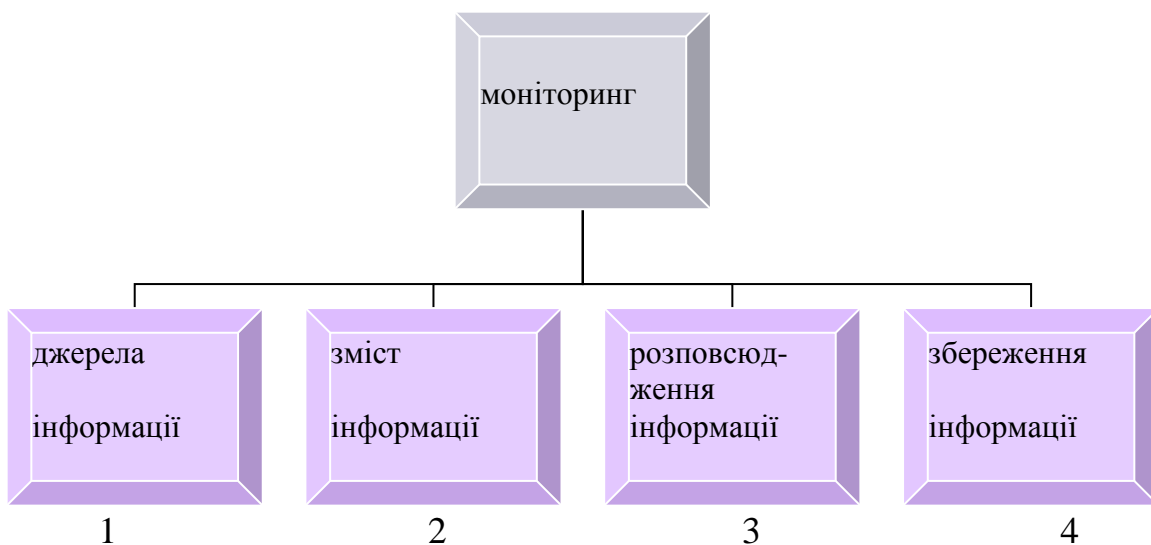 моніторинг
джерела
інформації
зміст
інформації
розповсюд-
ження
інформації
збереження
інформації
1 2 3 4